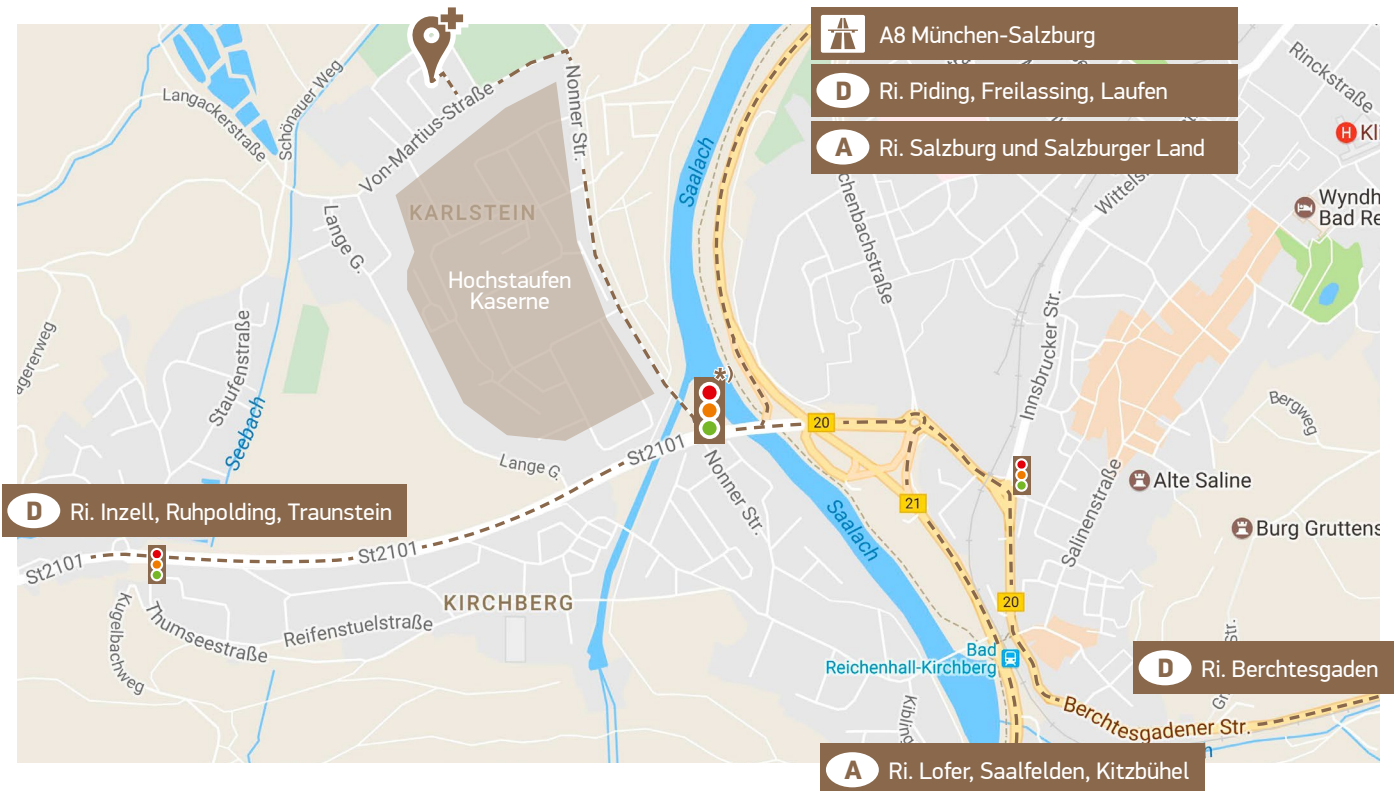 A8 München-Salzburg
D Ri. Piding, Freilassing, Laufen
A Ri. Salzburg und Salzburger Land
Rinckstraße
H
Langackerstraße
Schönauer Weg
Von-Martius-Straße
Nonner Str.
Saalach
Wyndh
Bad Re
KARLSTEIN
Lange G.
Hochstaufen
Kaserne
Innsbrucker Str.
Staufenstraße
Seebach
*)
20
Bergweg
St2101
Lange G.
Nonner Str.
Alte Saline
Salinenstraße
21
Saalach
D Ri. Inzell, Ruhpolding, Traunstein
Burg Gruttens
St2101
St2101
20
KIRCHBERG
Kugelbachweg
Thumseestraße
Reifenstuelstraße
Bad
Reichenhall-Kirchberg
D Ri. Berchtesgaden
Berchtesgadener Str.
A Ri. Lofer, Saalfelden, Kitzbühel